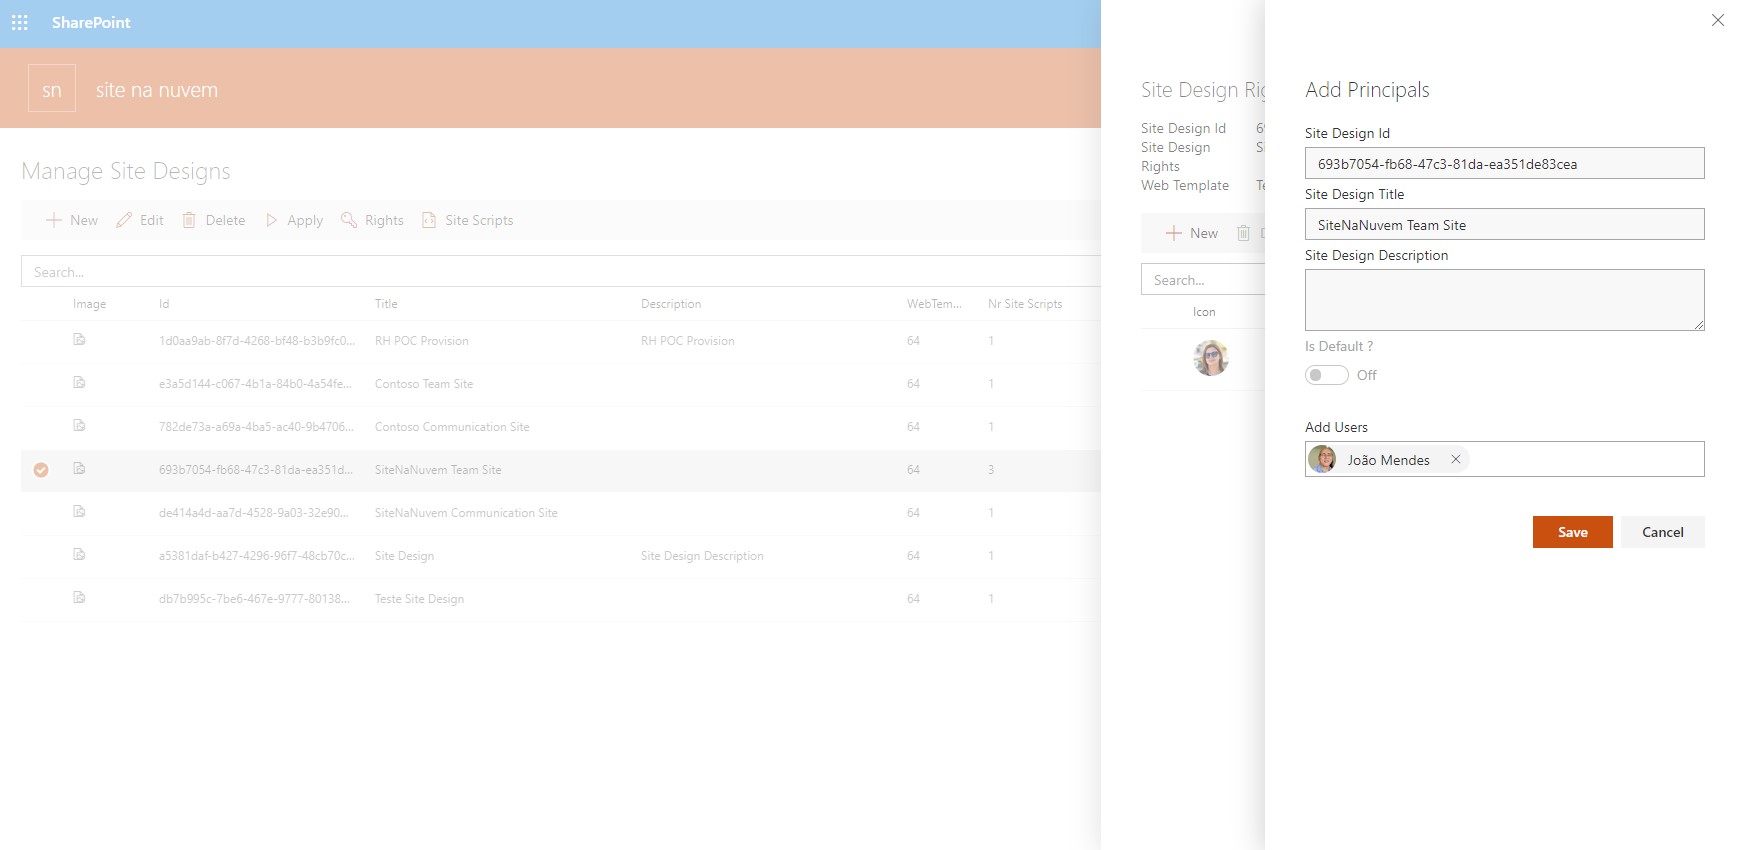 SharePoint
sn
site na nuvem
Manage Site Designs
New Edit Delete Apply Rights Site Scripts
Search...
Image Id Title Description WebTem... Nr Site Scripts
1d0aa9ab-8f7d-4268-bf48-b3b9fc0... RH POC Provision RH POC Provision 64 1
e3a5d144-c067-4b1a-84b0-4a54fe... Contoso Team Site 64 1
782de73a-a69a-4ba5-ac40-9b4706... Contoso Communication Site 64 1
693b7054-fb68-47c3-81da-ea351d... SiteNaNuvem Team Site 64 3
de414a4d-aa7d-4528-9a03-32e90... SiteNaNuvem Communication Site 64 1
a5381daf-b427-4296-96f7-48cb70c... Site Design Site Design Description 64 1
db7b995c-7be6-467e-9777-80138... Teste Site Design 64 1
Site Design
Site Design Id
Site Design
Rights
Web Template
New
Search...
Icon
Add Principals
Site Design Id
693b7054-fb68-47c3-81da-ea351de83cea
Site Design Title
SiteNaNuvem Team Site
Site Design Description
Is Default ?
Off
Add Users
João Mendes
Save Cancel